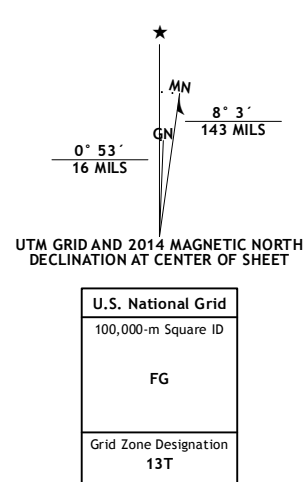 ★
MN
8° 3´
143 MILS
GN
0° 53´
16 MILS
UTM GRID AND 2014 MAGNETIC NORTH
DECLINATION AT CENTER OF SHEET
U.S. National Grid
100,000-m Square ID
FG
Grid Zone Designation
13T